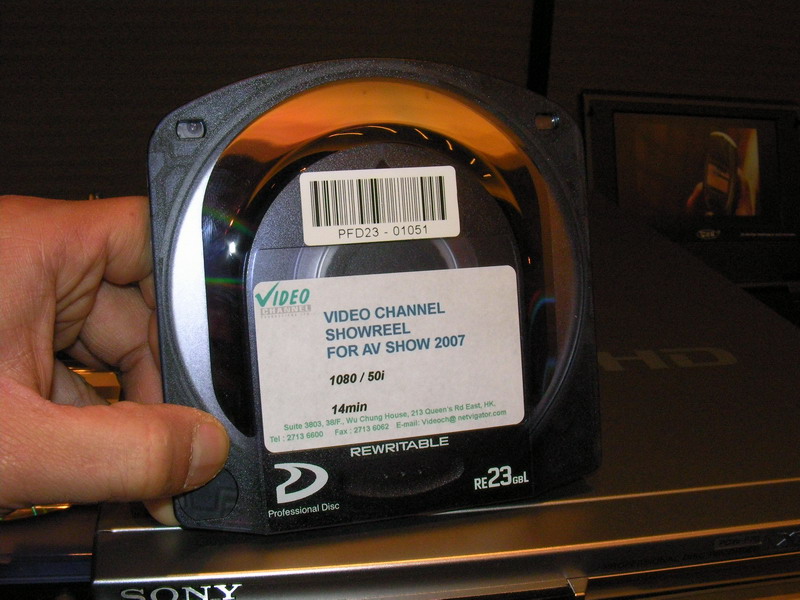 PFD23 - 01051
VIDEO
CHANNEL
VIDEO CHANNEL
SHOWREEL
FOR AV SHOW 2007
1080 / 50i
14min
Suite 3803, 38/F., Wu Chung House, 213 Queen's Rd East, HK.
Tel : 2713 6600 Fax : 2713 6062 E-mail: Videoch@netvigator.com
REWRITABLE
Professional Disc
RE23GBL
HD
SONY